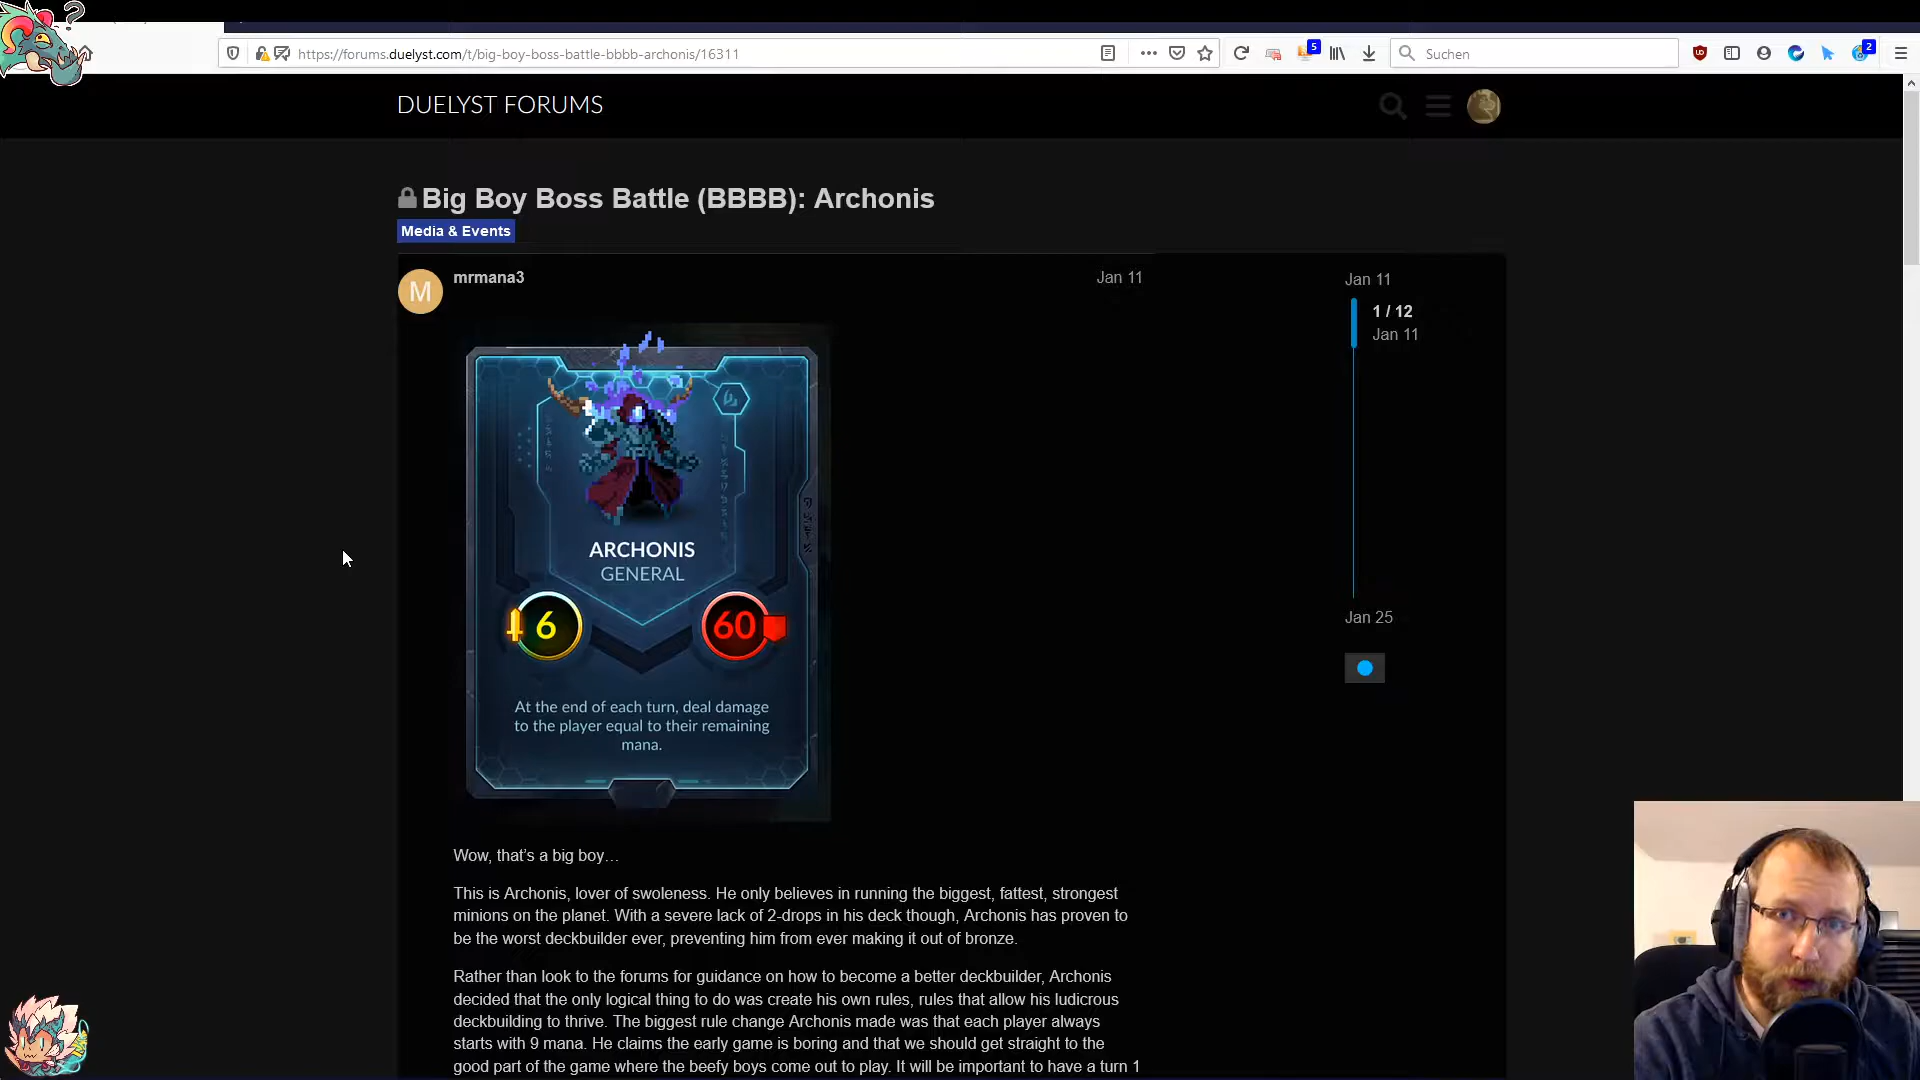 https://forums.duelyst.com/t/big-boy-boss-battle-bbbb-archonis/16311
5
Suchen
2
DUELYST FORUMS
Big Boy Boss Battle (BBBB): Archonis
Media & Events
M
mrmana3
Jan 11
Jan 11
1 / 12
Jan 11
Jan 25
ARCHONIS
GENERAL
6
60
At the end of each turn, deal damage
to the player equal to their remaining
mana.
Wow, that's a big boy…
This is Archonis, lover of swoleness. He only believes in running the biggest, fattest, strongest
minions on the planet. With a severe lack of 2-drops in his deck though, Archonis has proven to
be the worst deckbuilder ever, preventing him from ever making it out of bronze.
Rather than look to the forums for guidance on how to become a better deckbuilder, Archonis
decided that the only logical thing to do was create his own rules, rules that allow his ludicrous
deckbuilding to thrive. The biggest rule change Archonis made was that each player always
starts with 9 mana. He claims the early game is boring and that we should get straight to the
good part of the game where the beefy boys come out to play. It will be important to have a turn 1